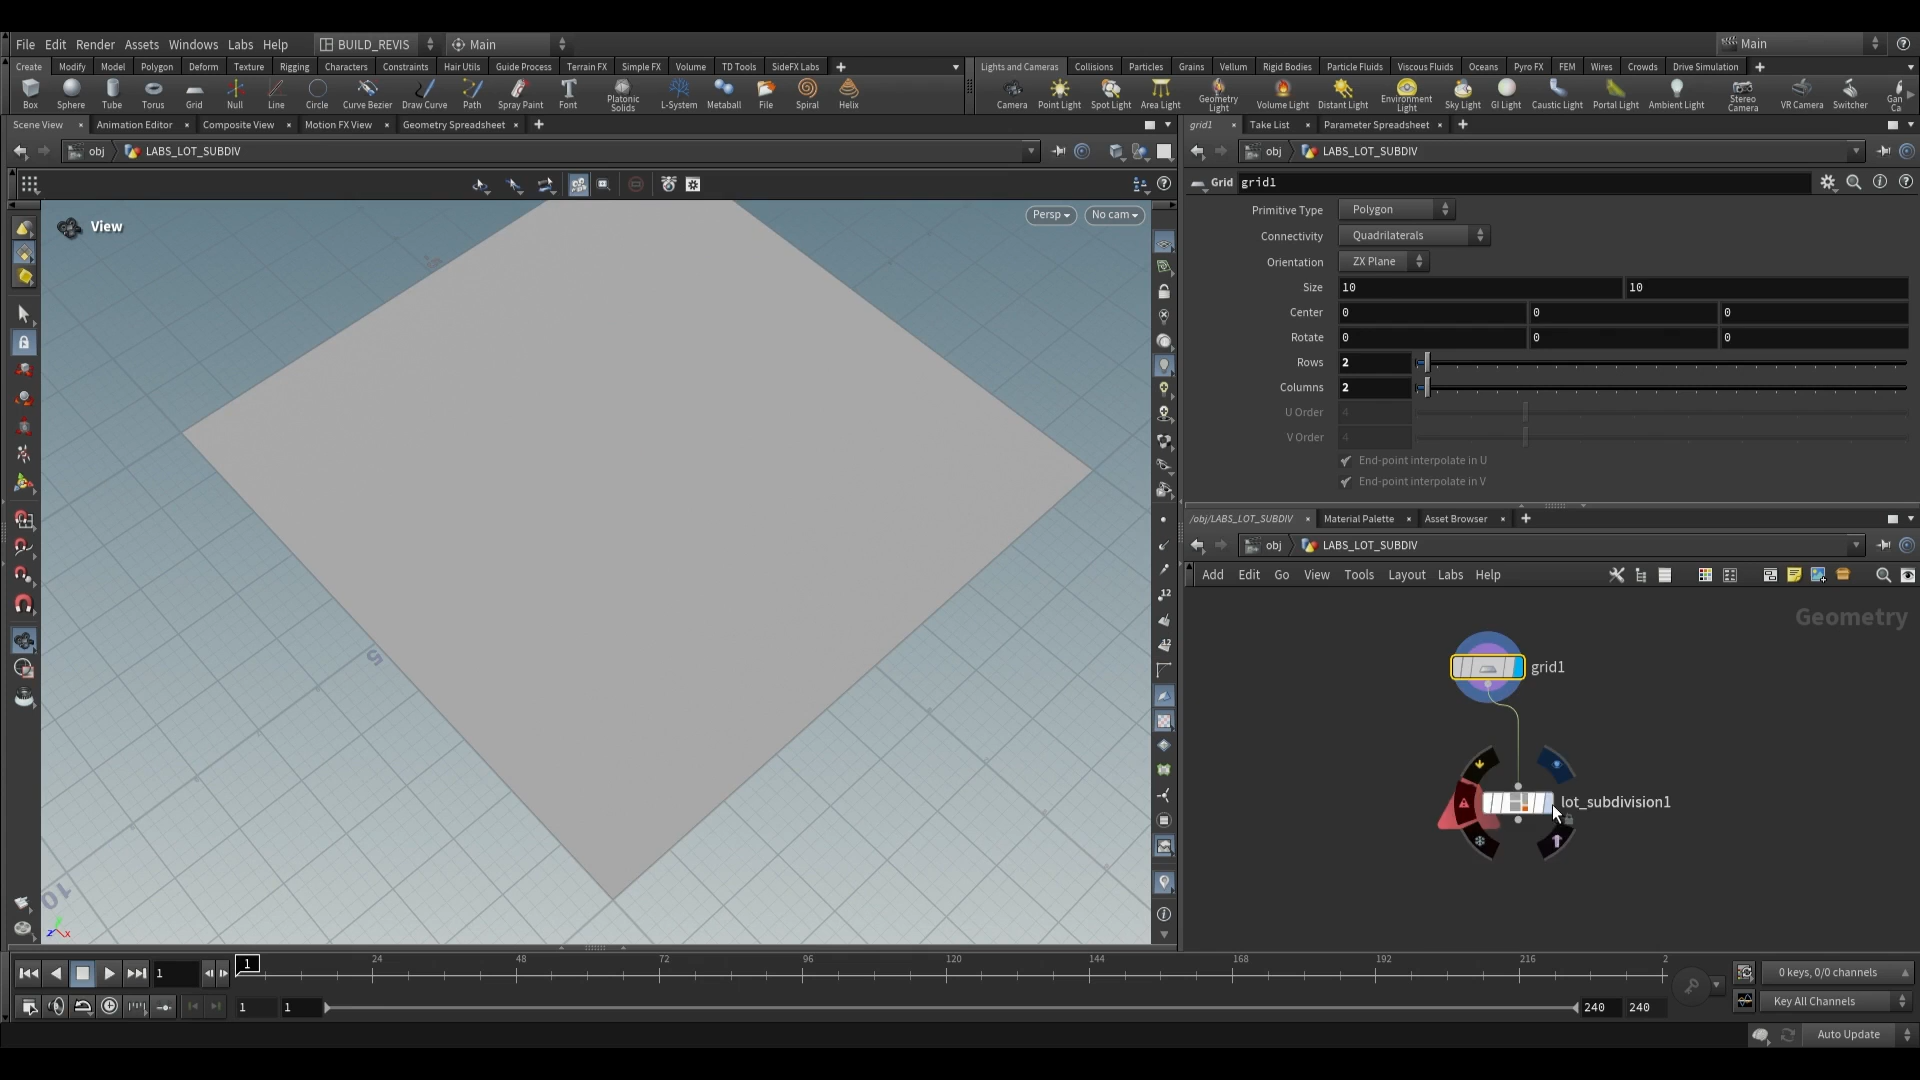 File Edit Render Assets Windows Labs Help BUILD_REVIS Main Main
Create Modify Model Polygon Deform Texture Rigging Characters Constraints Hair Utils Guide Process Terrain FX Simple FX Volume TD Tools SideFX Labs
Lights and Cameras Collisions Particles Grains Vellum Rigid Bodies Particle Fluids Viscous Fluids Oceans Pyro FX FEM Wires Crowds Drive Simulation
Box Sphere Tube Torus Grid Null Line Circle Curve Bezier Draw Curve Path Spray Paint Font Platonic Solids L-System Metaball File Spiral Helix
Camera Point Light Spot Light Area Light Geometry Light Volume Light Distant Light Environment Light Sky Light GI Light Caustic Light Portal Light Ambient Light Stereo Camera VR Camera Switcher Gan Ca
Scene View Animation Editor Composite View Motion FX View Geometry Spreadsheet
grid1 Take List Parameter Spreadsheet
obj LABS_LOT_SUBDIV
obj LABS_LOT_SUBDIV
Grid grid1
View
Persp
No cam
5
10
z x
Primitive Type Polygon
Connectivity Quadrilaterals
Orientation ZX Plane
Size 10 10
Center 0 0 0
Rotate 0 0 0
Rows 2
Columns 2
U Order 4
V Order 4
End-point interpolate in U
End-point interpolate in V
/obj/LABS_LOT_SUBDIV Material Palette Asset Browser
obj LABS_LOT_SUBDIV
Add Edit Go View Tools Layout Labs Help
Geometry
grid1
lot_subdivision1
12
12
1 1 24 48 72 96 120 144 168 192 216 2
0 keys, 0/0 channels
1 1 240 240
Key All Channels
Auto Update